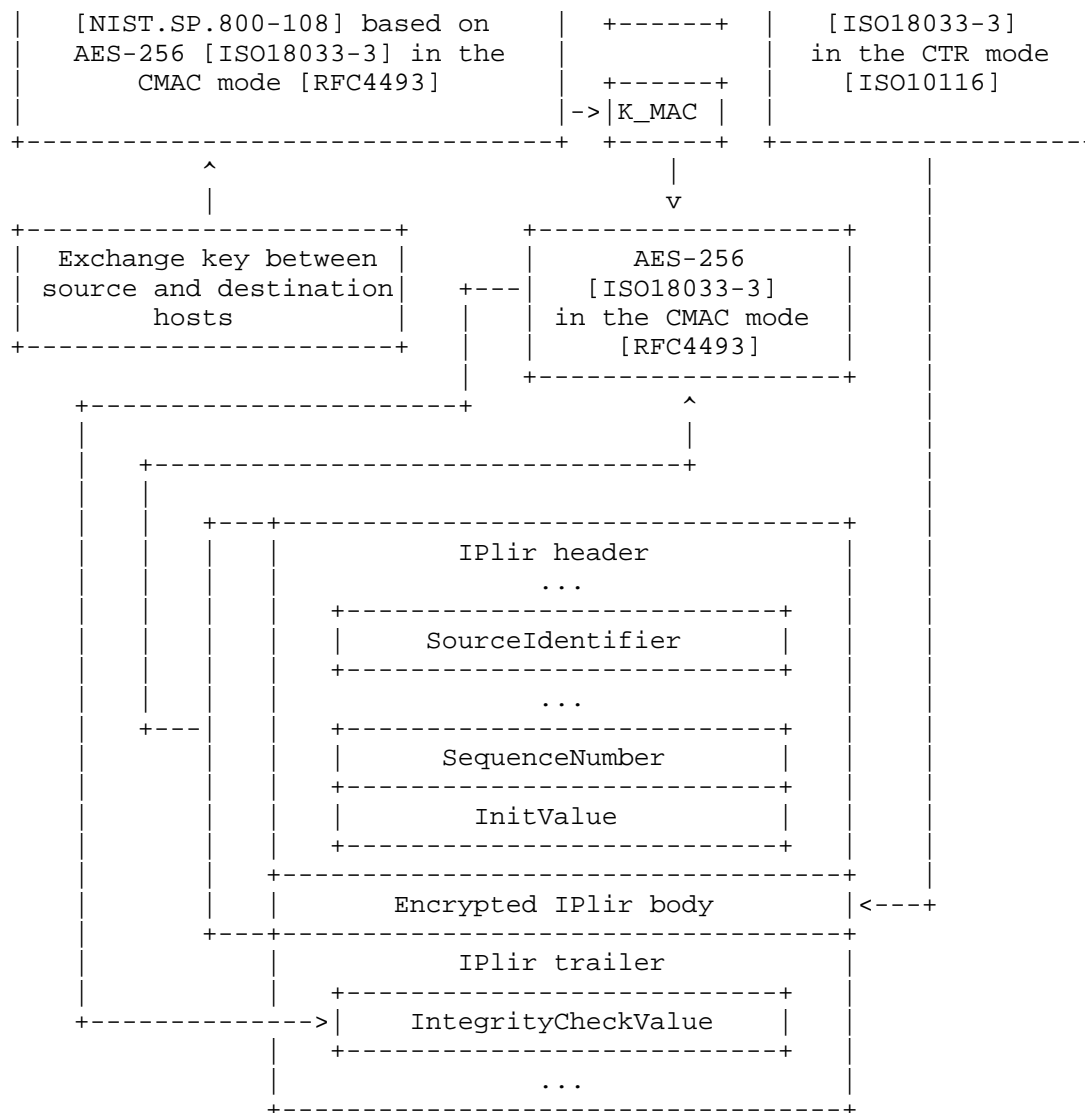 [NIST.SP.800-108] based on [ISO18033-3]
AES-256 [ISO18033-3] in the in the CTR mode
CMAC mode [RFC4493] [ISO10116]
K_MAC
Exchange key between AES-256
source and destination [ISO18033-3]
hosts in the CMAC mode
[RFC4493]
IPlir header
...
SourceIdentifier
...
SequenceNumber
InitValue
Encrypted IPlir body
IPlir trailer
IntegrityCheckValue
...